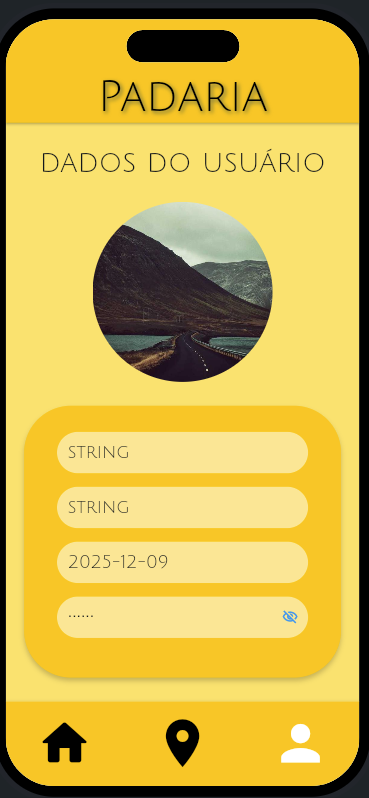 PADARIA
DADOS DO USUÁRIO
STRING
STRING
2025-12-09
······